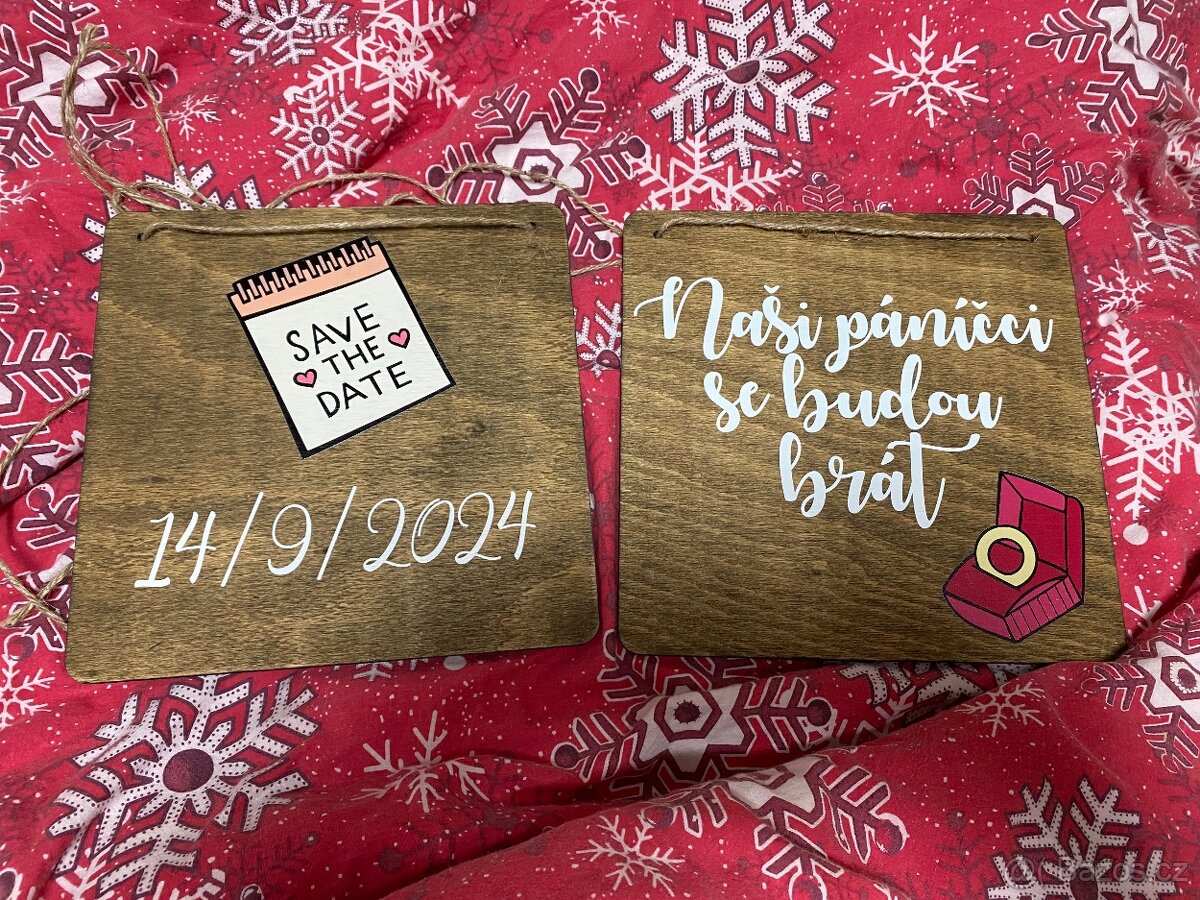 SAVE
THE
DATE
14/9/2024
Naši páníčci
se budou
brát
© Bazos.cz